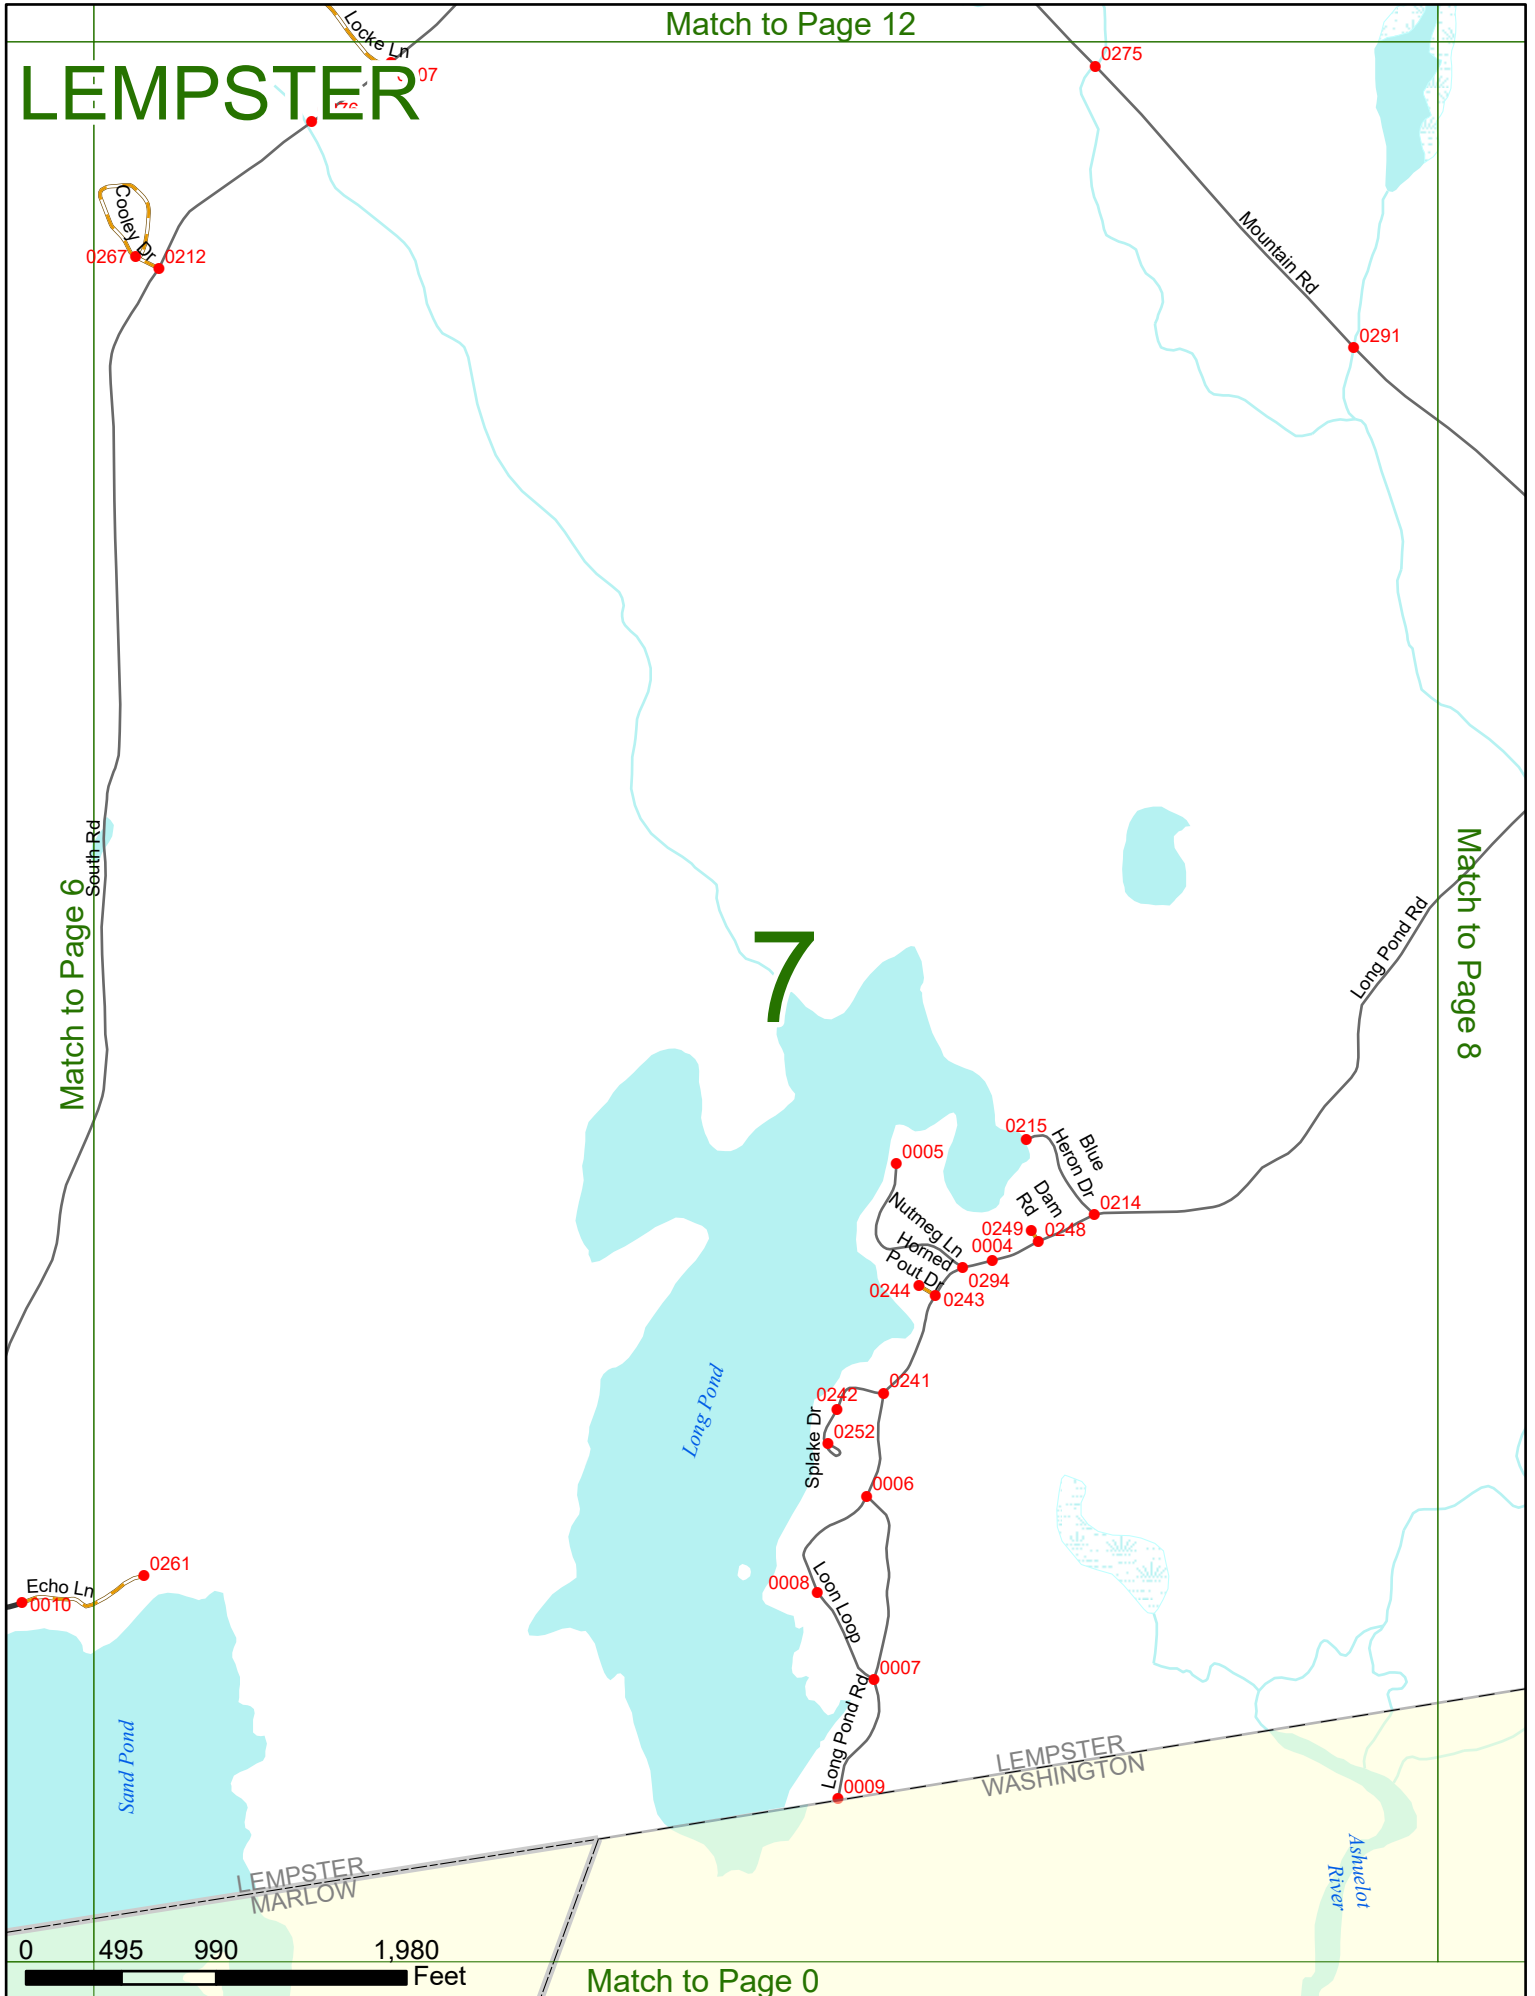 Match to Page 12
Locke Ln
07
LEMPSTER
0275
Cooley Dr
0267
0212
Mountain Rd
0291
South Rd
Match to Page 6
Match to Page 8
Long Pond Rd
7
0215
Blue
Heron Dr
0005
Dam
Rd
0214
Nutmeg Ln
0249
0248
Horned
Pout Dr
0004
0294
0244
0243
Long Pond
0241
0242
Splake Dr
0252
0006
0261
Echo Ln
0010
0008
Loon Loop
0007
Long Pond Rd
Sand Pond
0009
LEMPSTER
WASHINGTON
Ashuelot
River
LEMPSTER
MARLOW
0 495 990 1,980
Feet
Match to Page 0